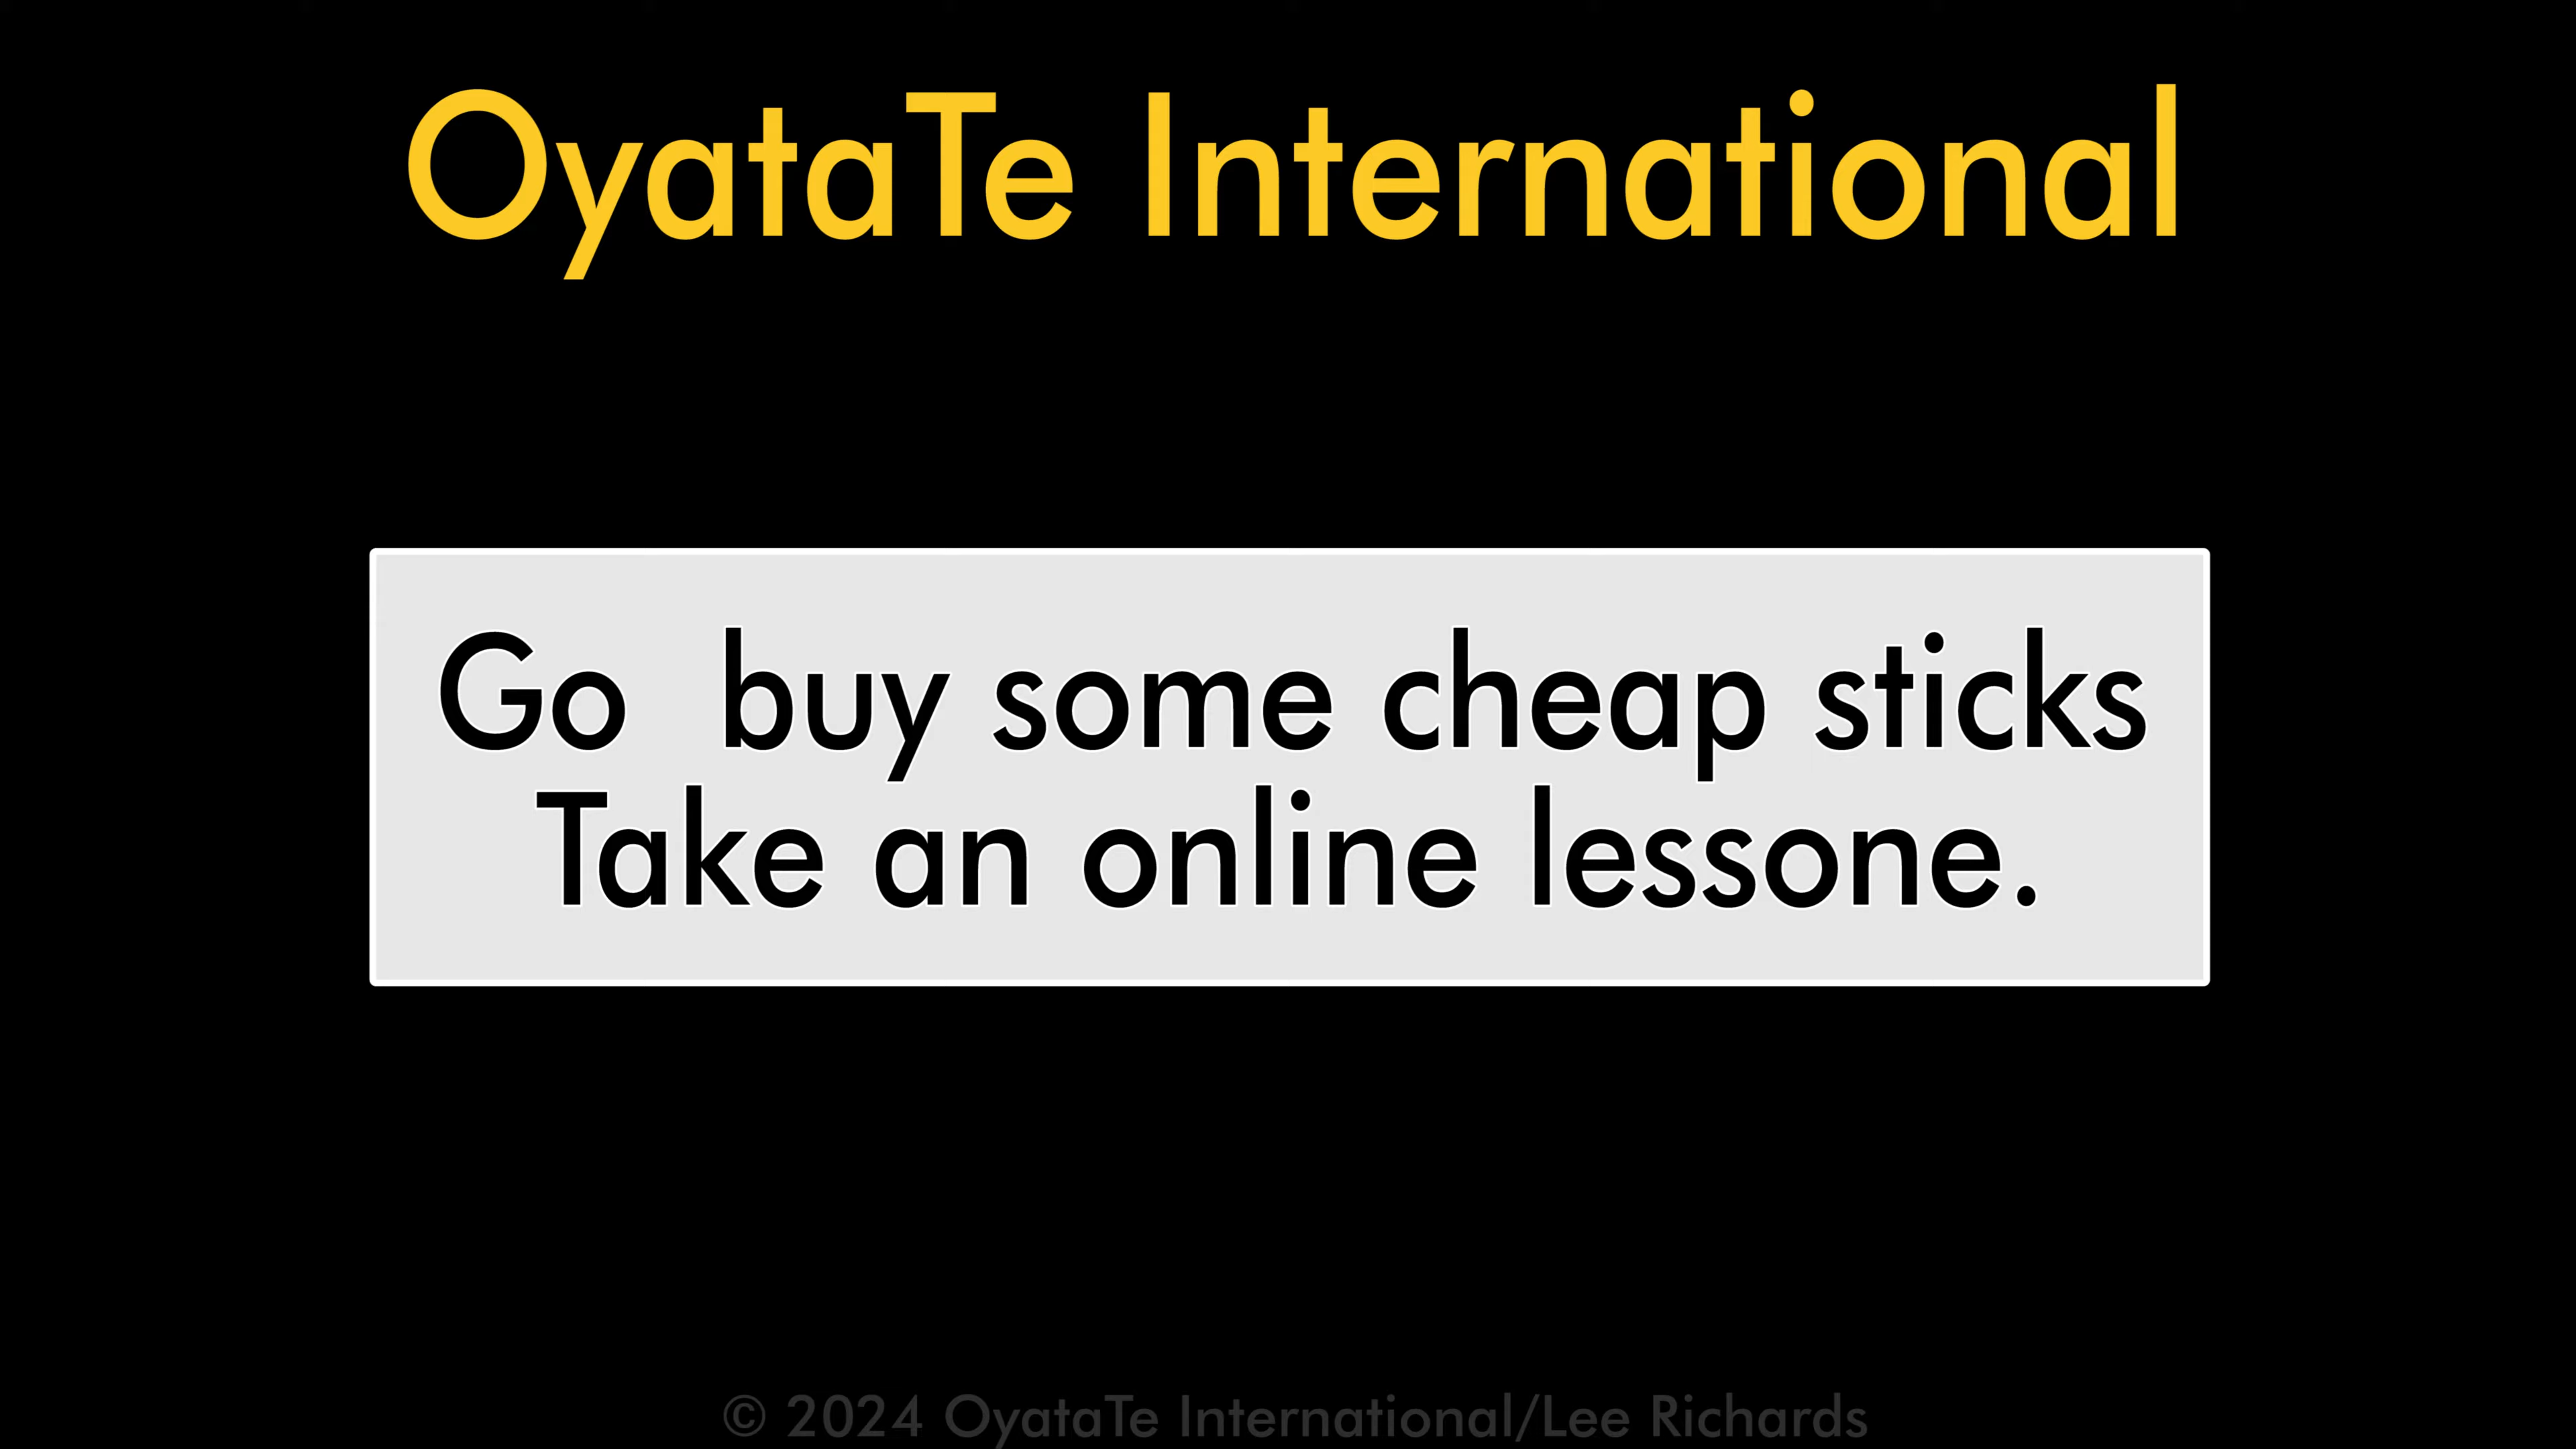 OyataTe International
Go  buy some cheap sticks
Take an online lessone.
© 2024 OyataTe International/Lee Richards